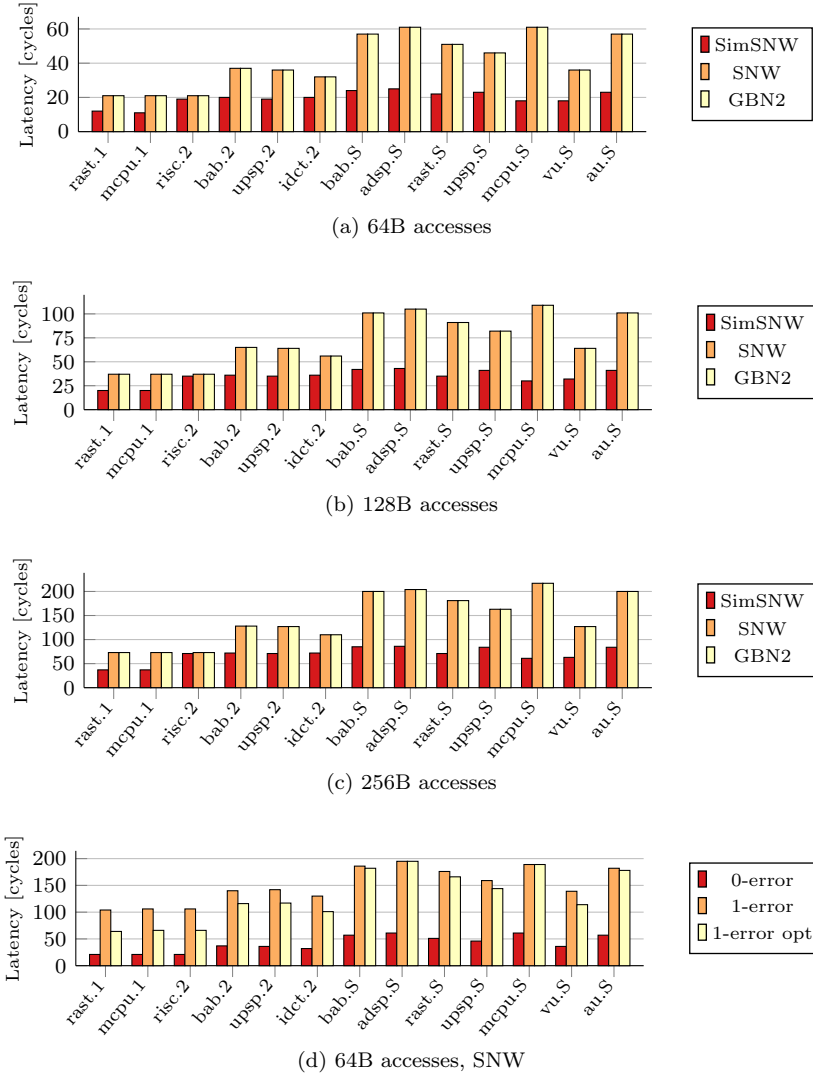 Latency [cycles]
60
40
20
0
rast.1
mcpu.1
risc.2
bab.2
upsp.2
idct.2
bab.S
adsp.S
rast.S
upsp.S
mcpu.S
vu.S
au.S
SimSNW
SNW
GBN2
(a) 64B accesses
Latency [cycles]
100
75
50
25
0
rast.1
mcpu.1
risc.2
bab.2
upsp.2
idct.2
bab.S
adsp.S
rast.S
upsp.S
mcpu.S
vu.S
au.S
SimSNW
SNW
GBN2
(b) 128B accesses
Latency [cycles]
200
150
100
50
0
rast.1
mcpu.1
risc.2
bab.2
upsp.2
idct.2
bab.S
adsp.S
rast.S
upsp.S
mcpu.S
vu.S
au.S
SimSNW
SNW
GBN2
(c) 256B accesses
Latency [cycles]
200
150
100
50
0
rast.1
mcpu.1
risc.2
bab.2
upsp.2
idct.2
bab.S
adsp.S
rast.S
upsp.S
mcpu.S
vu.S
au.S
0-error
1-error
1-error opt
(d) 64B accesses, SNW